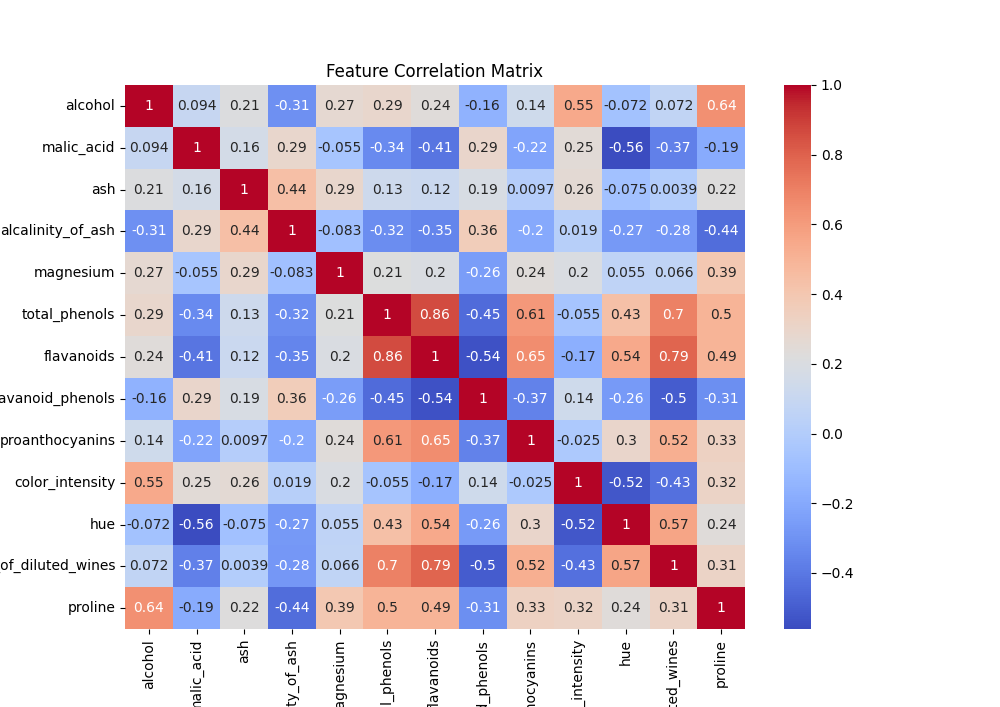 Feature Correlation Matrix
alcohol 1 0.094 0.21 -0.31 0.27 0.29 0.24 -0.16 0.14 0.55 -0.072 0.072 0.64
malic_acid 0.094 1 0.16 0.29 -0.055 -0.34 -0.41 0.29 -0.22 0.25 -0.56 -0.37 -0.19
ash 0.21 0.16 1 0.44 0.29 0.13 0.12 0.19 0.0097 0.26 -0.075 0.0039 0.22
alcalinity_of_ash -0.31 0.29 0.44 1 -0.083 -0.32 -0.35 0.36 -0.2 0.019 -0.27 -0.28 -0.44
magnesium 0.27 -0.055 0.29 -0.083 1 0.21 0.2 -0.26 0.24 0.2 0.055 0.066 0.39
total_phenols 0.29 -0.34 0.13 -0.32 0.21 1 0.86 -0.45 0.61 -0.055 0.43 0.7 0.5
flavanoids 0.24 -0.41 0.12 -0.35 0.2 0.86 1 -0.54 0.65 -0.17 0.54 0.79 0.49
avanoid_phenols -0.16 0.29 0.19 0.36 -0.26 -0.45 -0.54 1 -0.37 0.14 -0.26 -0.5 -0.31
proanthocyanins 0.14 -0.22 0.0097 -0.2 0.24 0.61 0.65 -0.37 1 -0.025 0.3 0.52 0.33
color_intensity 0.55 0.25 0.26 0.019 0.2 -0.055 -0.17 0.14 -0.025 1 -0.52 -0.43 0.32
hue -0.072 -0.56 -0.075 -0.27 0.055 0.43 0.54 -0.26 0.3 -0.52 1 0.57 0.24
_of_diluted_wines 0.072 -0.37 0.0039 -0.28 0.066 0.7 0.79 -0.5 0.52 -0.43 0.57 1 0.31
proline 0.64 -0.19 0.22 -0.44 0.39 0.5 0.49 -0.31 0.33 0.32 0.24 0.31 1
alcohol
malic_acid
ash
ty_of_ash
agnesium
l_phenols
flavanoids
d_phenols
nocyanins
_intensity
hue
ted_wines
proline
1.0
0.8
0.6
0.4
0.2
0.0
−0.2
−0.4